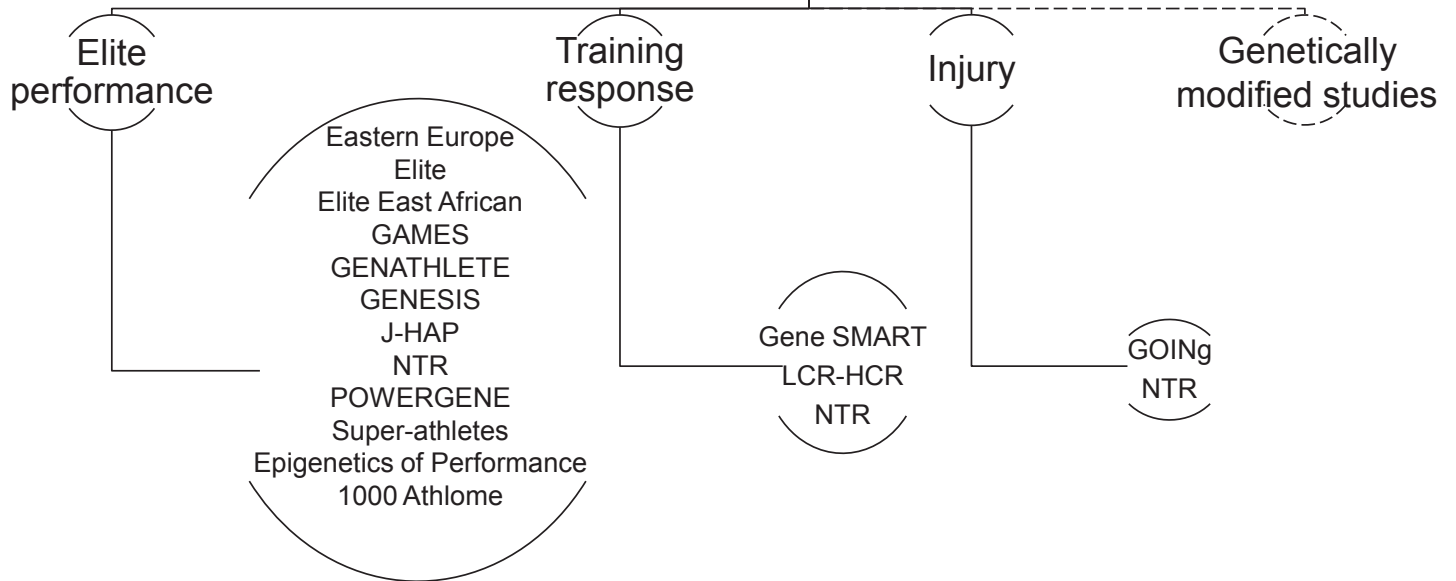 Elite
performance
Training
response
Injury
Genetically
modified studies
Eastern Europe
Elite
Elite East African
GAMES
GENATHLETE
GENESIS
J-HAP
NTR
POWERGENE
Super-athletes
Epigenetics of Performance
1000 Athlome
Gene SMART
LCR-HCR
NTR
GOINg
NTR